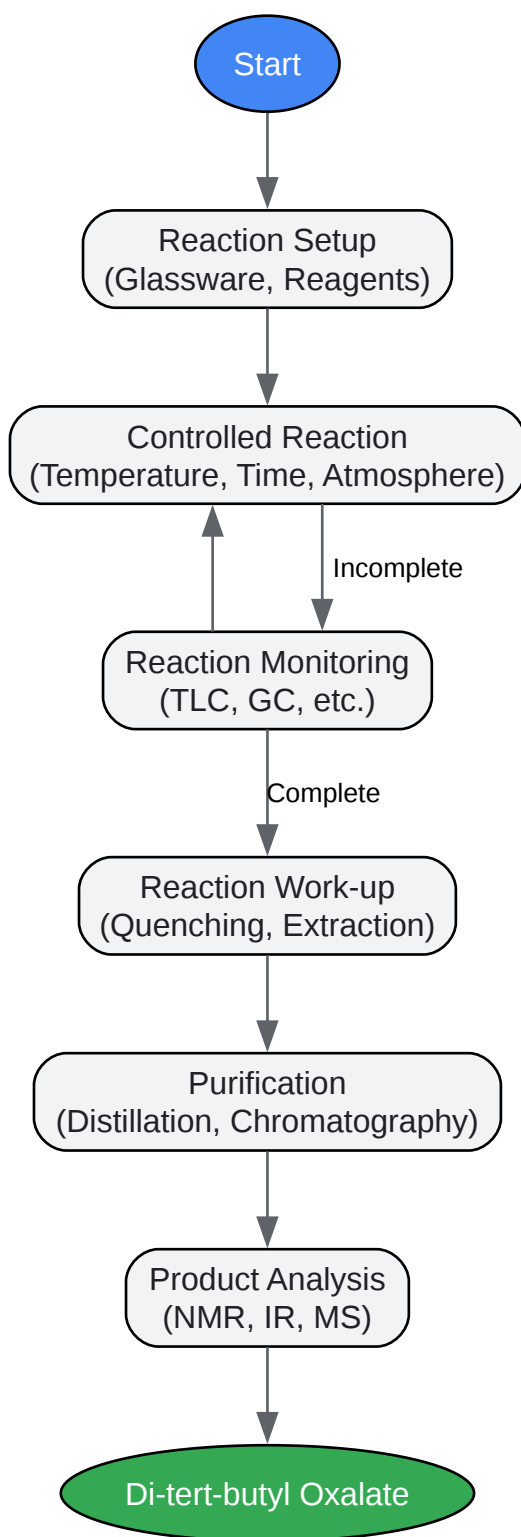 Start
Reaction Setup
(Glassware, Reagents)
Controlled Reaction
(Temperature, Time, Atmosphere)
Incomplete
Reaction Monitoring
(TLC, GC, etc.)
Complete
Reaction Work-up
(Quenching, Extraction)
Purification
(Distillation, Chromatography)
Product Analysis
(NMR, IR, MS)
Di-tert-butyl Oxalate